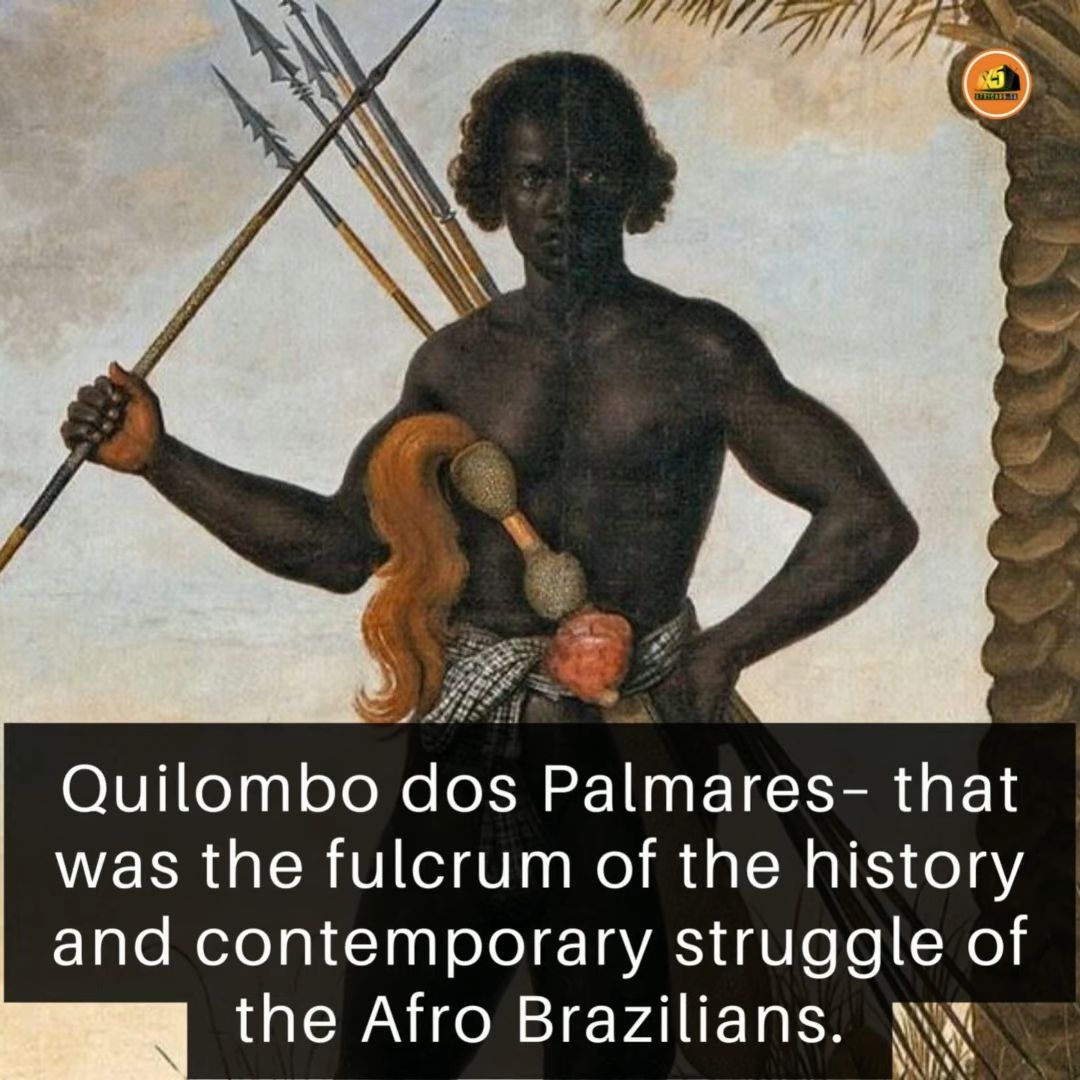 Quilombo dos Palmares– that
was the fulcrum of the history
and contemporary struggle of
the Afro Brazilians.